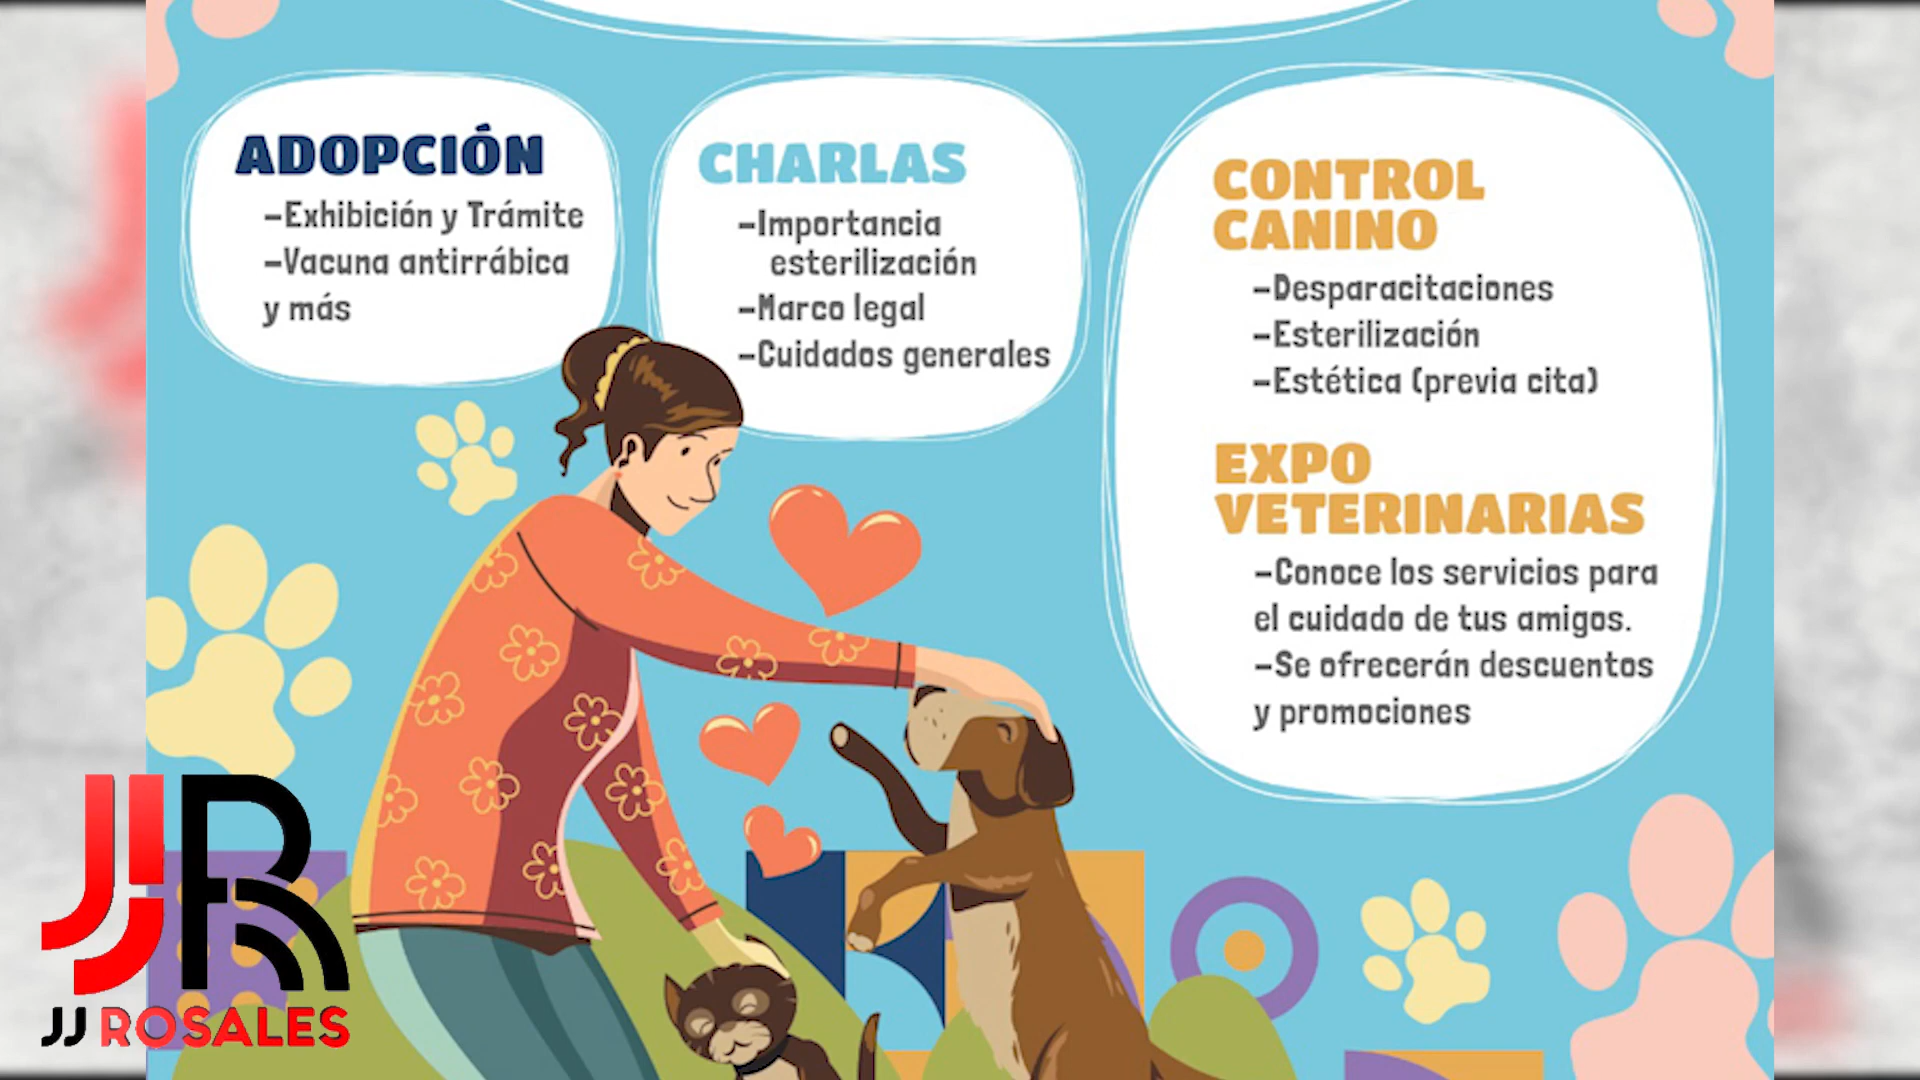 ADOPCIÓN
-Exhibición y Trámite
-Vacuna antirrábica
y más
CHARLAS
-Importancia
esterilización
-Marco legal
-Cuidados generales
CONTROL
CANINO
-Desparacitaciones
-Esterilización
-Estética (previa cita)
EXPO
VETERINARIAS
-Conoce los servicios para
el cuidado de tus amigos.
-Se ofrecerán descuentos
y promociones
JJR
JJ ROSALES